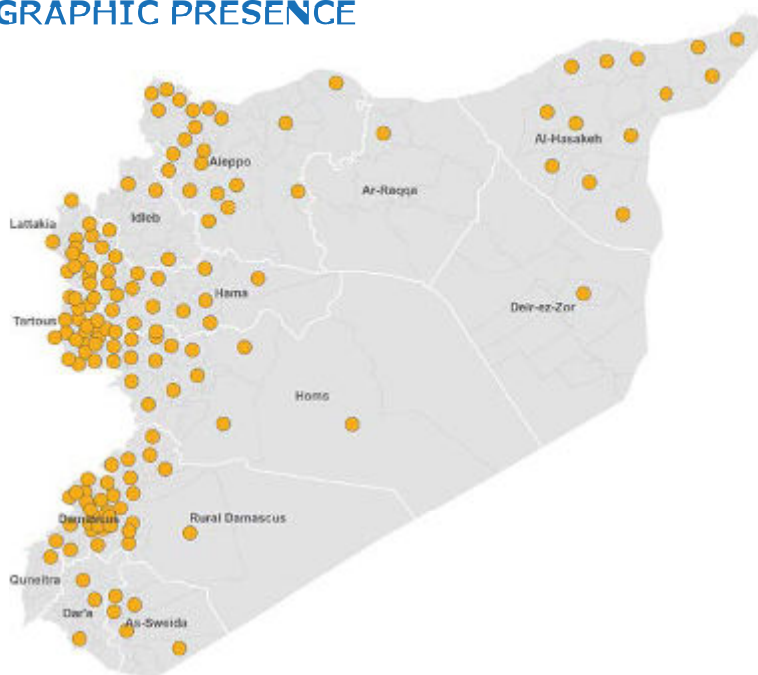 GRAPHIC PRESENCE
Al-Hasakeh
Aleppo
Ar-Raqqa
Idleb
Lattakia
Hama
Deir-ez-Zor
Tartous
Homs
Damascus
Rural Damascus
Quneitra
Dar'a
As-Sweida